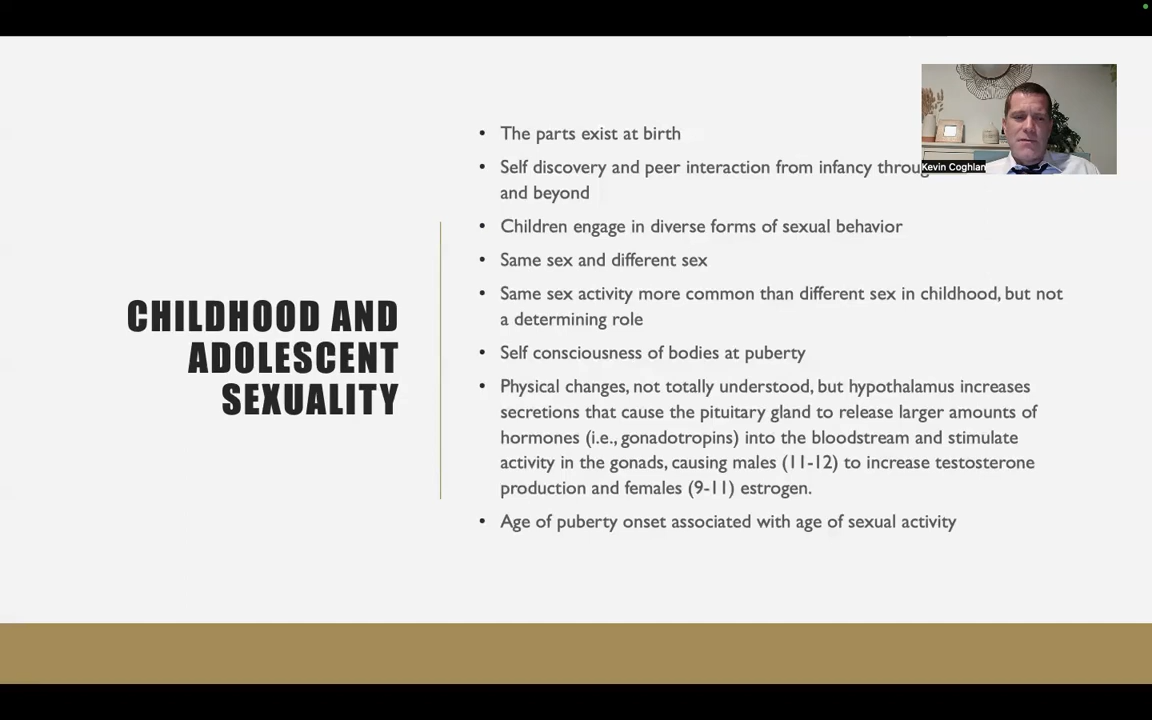 CHILDHOOD AND
ADOLESCENT
SEXUALITY
• The parts exist at birth
• Self discovery and peer interaction from infancy
and beyond
• Children engage in diverse forms of sexual behavior
• Same sex and different sex
• Same sex activity more common than different sex in childhood, but not
a determining role
• Self consciousness of bodies at puberty
• Physical changes, not totally understood, but hypothalamus increases
secretions that cause the pituitary gland to release larger amounts of
hormones (i.e., gonadotropins) into the bloodstream and stimulate
activity in the gonads, causing males (11-12) to increase testosterone
production and females (9-11) estrogen.
• Age of puberty onset associated with age of sexual activity
Kevin Coghlan